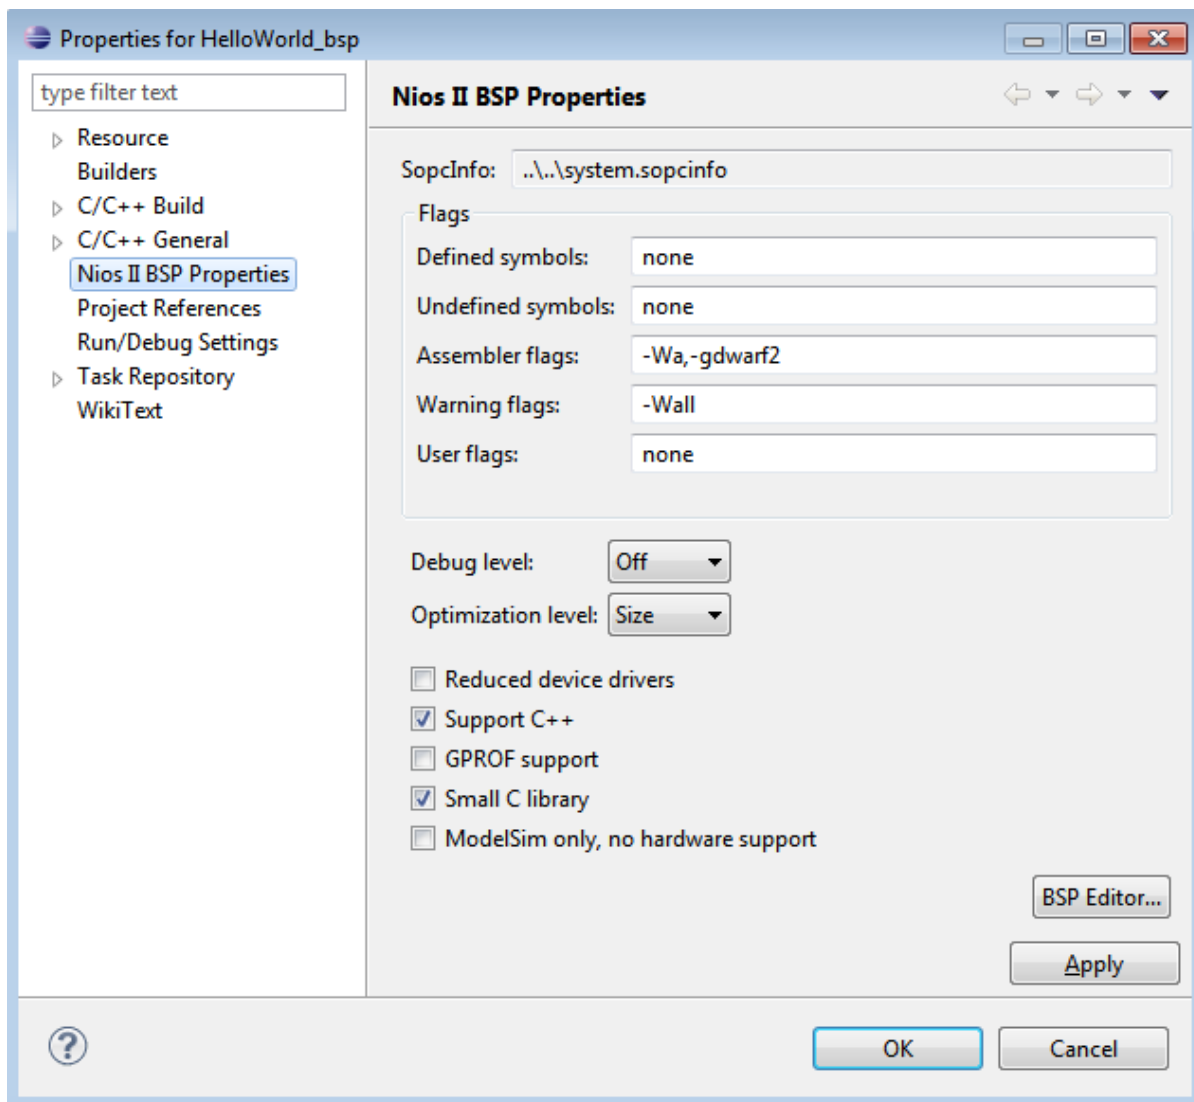 Properties for HelloWorld_bsp
type filter text
Resource
Builders
C/C++ Build
C/C++ General
Nios II BSP Properties
Project References
Run/Debug Settings
Task Repository
WikiText
Nios II BSP Properties
SopcInfo: ..\..\system.sopcinfo
Flags
Defined symbols: none
Undefined symbols: none
Assembler flags: -Wa,-gdwarf2
Warning flags: -Wall
User flags: none
Debug level: Off
Optimization level: Size
Reduced device drivers
Support C++
GPROF support
Small C library
ModelSim only, no hardware support
BSP Editor...
Apply
OK Cancel